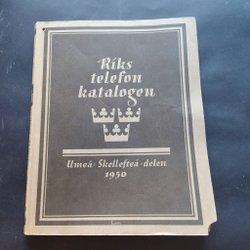 Riks
telefon
katalogen
Umeå - Skellefteå - delen
1950